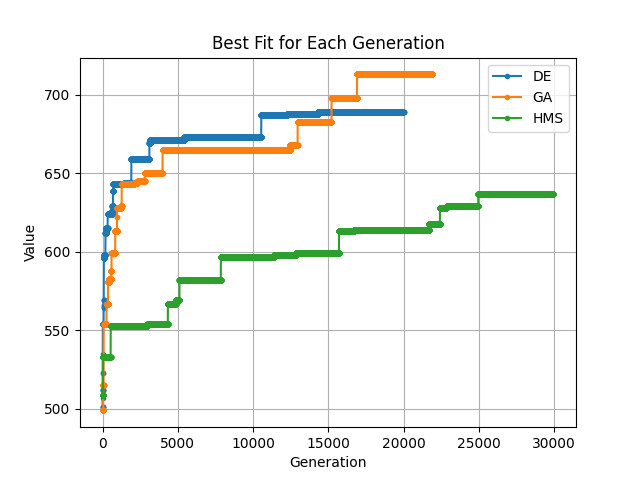 Best Fit for Each Generation
DE
GA
HMS
Value
700
650
600
550
500
0 5000 10000 15000 20000 25000 30000
Generation